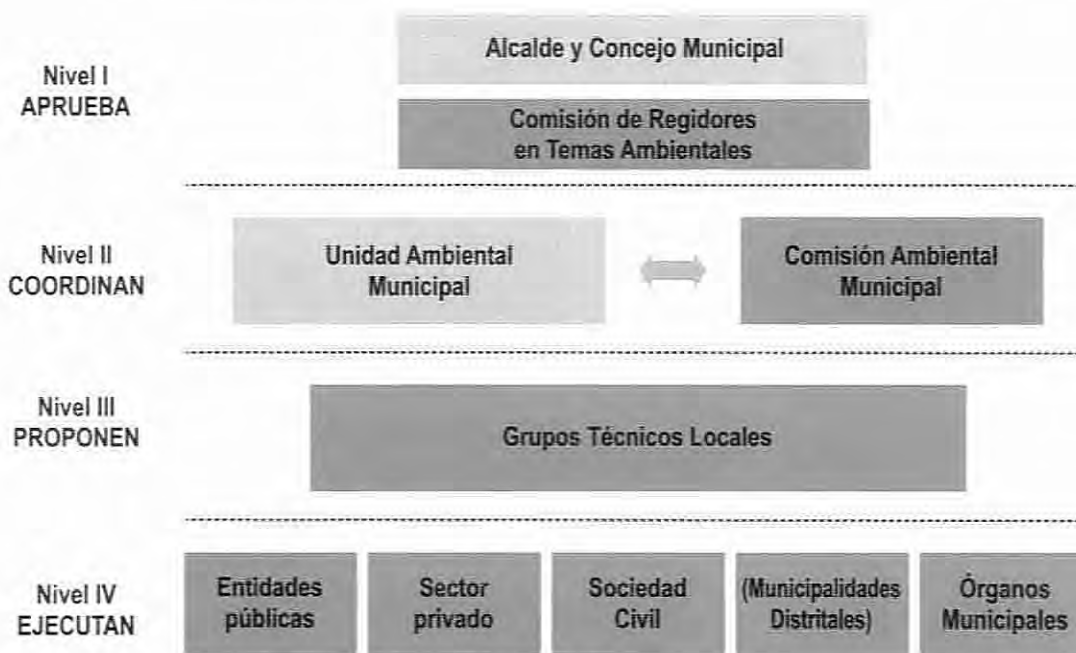 Nivel I
APRUEBA
Alcalde y Concejo Municipal
Comisión de Regidores
en Temas Ambientales
Nivel II
COORDINAN
Unidad Ambiental
Municipal
Comisión Ambiental
Municipal
Nivel III
PROPONEN
Grupos Técnicos Locales
Nivel IV
EJECUTAN
Entidades
públicas
Sector
privado
Sociedad
Civil
(Municipalidades
Distritales)
Órganos
Municipales